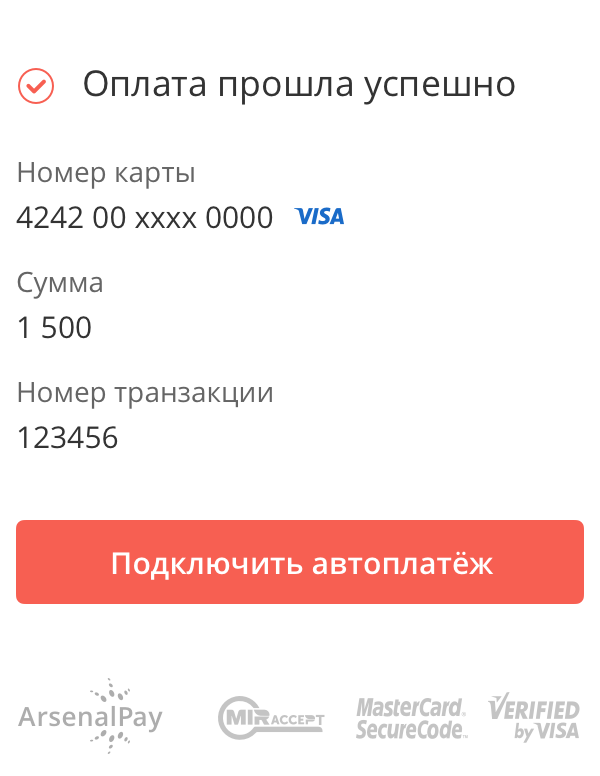 Оплата прошла успешно
Номер карты
4242 00 xxxx 0000 VISA
Сумма
1 500
Номер транзакции
123456
Подключить автоплатёж
ArsenalPay
MIR ACCEPT
MasterCard®
SecureCode™
VERIFIED
by VISA